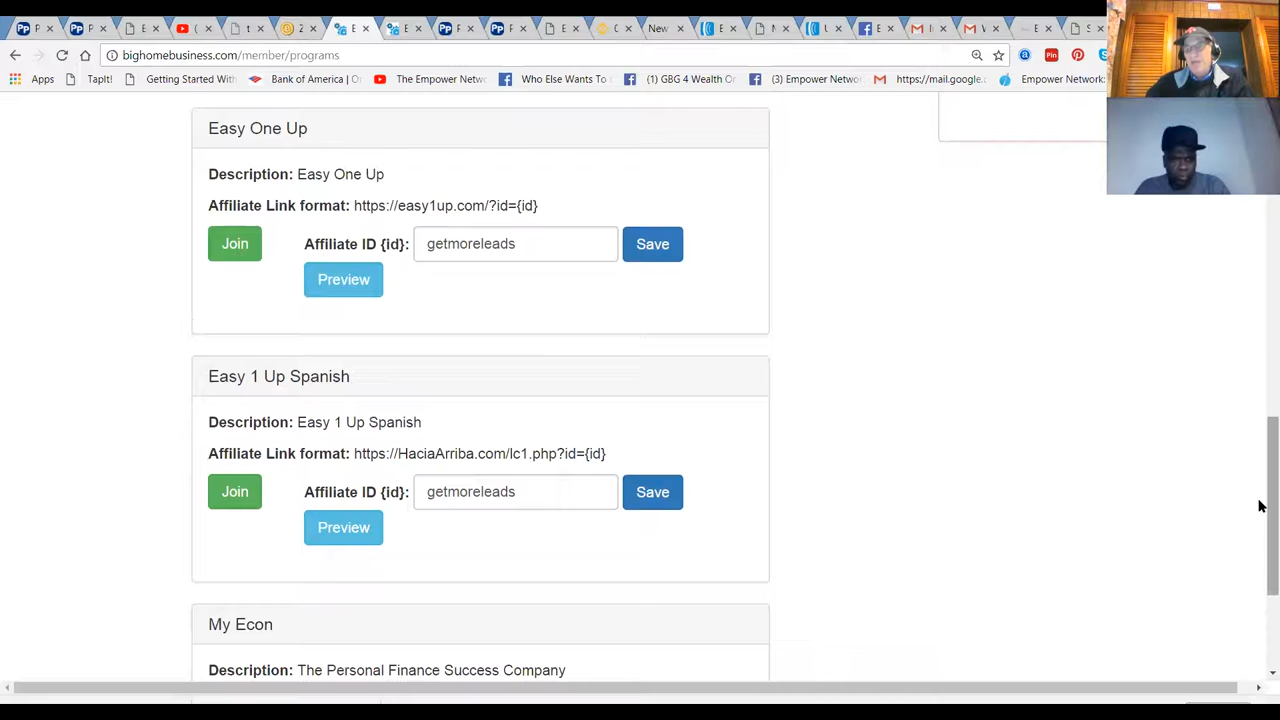 bighomebusiness.com/member/programs
Apps
TapIt!
Getting Started With
Bank of America | O
The Empower Netw
Who Else Wants To
(1) GBG 4 Wealth O
(3) Empower Netwo
https://mail.google.c
Empower Network:
Easy One Up
Description: Easy One Up
Affiliate Link format: https://easy1up.com/?id={id}
Join
Affiliate ID {id}:
getmoreleads
Save
Preview
Easy 1 Up Spanish
Description: Easy 1 Up Spanish
Affiliate Link format: https://HaciaArriba.com/lc1.php?id={id}
Join
Affiliate ID {id}:
getmoreleads
Save
Preview
My Econ
Description: The Personal Finance Success Company